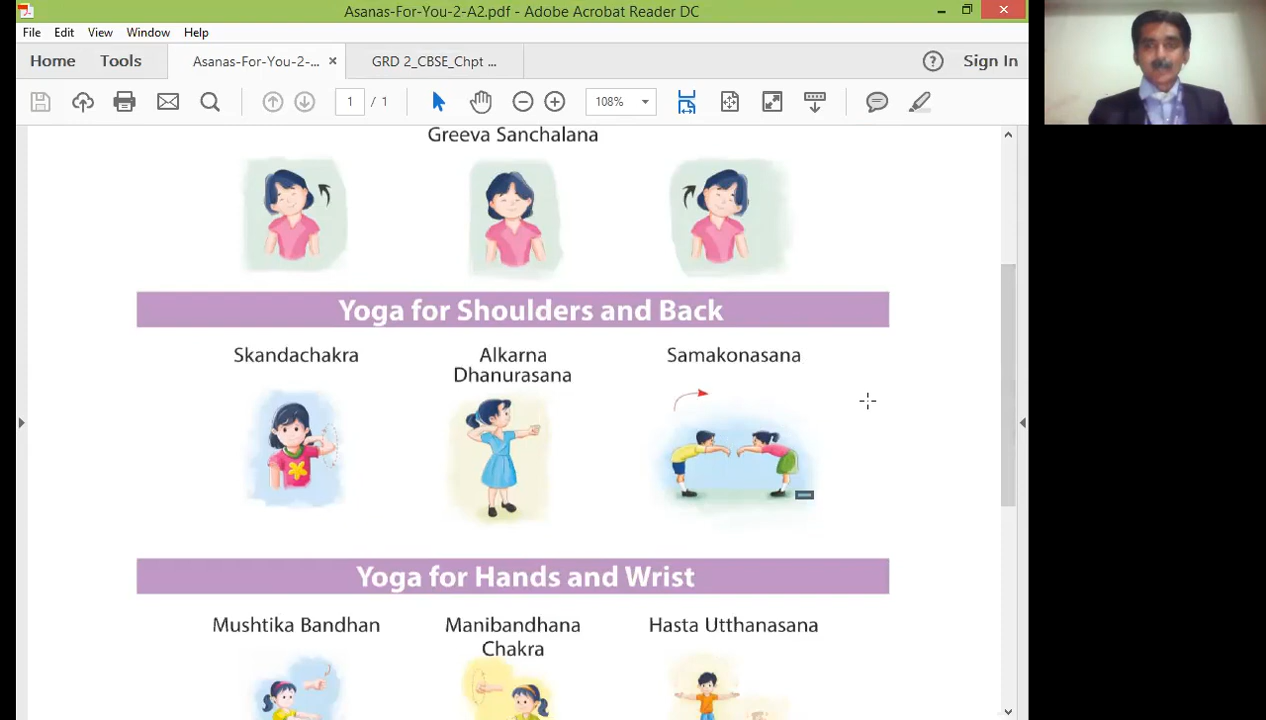 Asanas-For-You-2-A2.pdf - Adobe Acrobat Reader DC
File Edit View Window Help
Home Tools Asanas-For-You-2-... × GRD 2_CBSE_Chpt ... ? Sign In
1 / 1 108%
Greeva Sanchalana
Yoga for Shoulders and Back
Skandachakra Alkarna Dhanurasana Samakonasana
Yoga for Hands and Wrist
Mushtika Bandhan Manibandhana Chakra Hasta Utthanasana